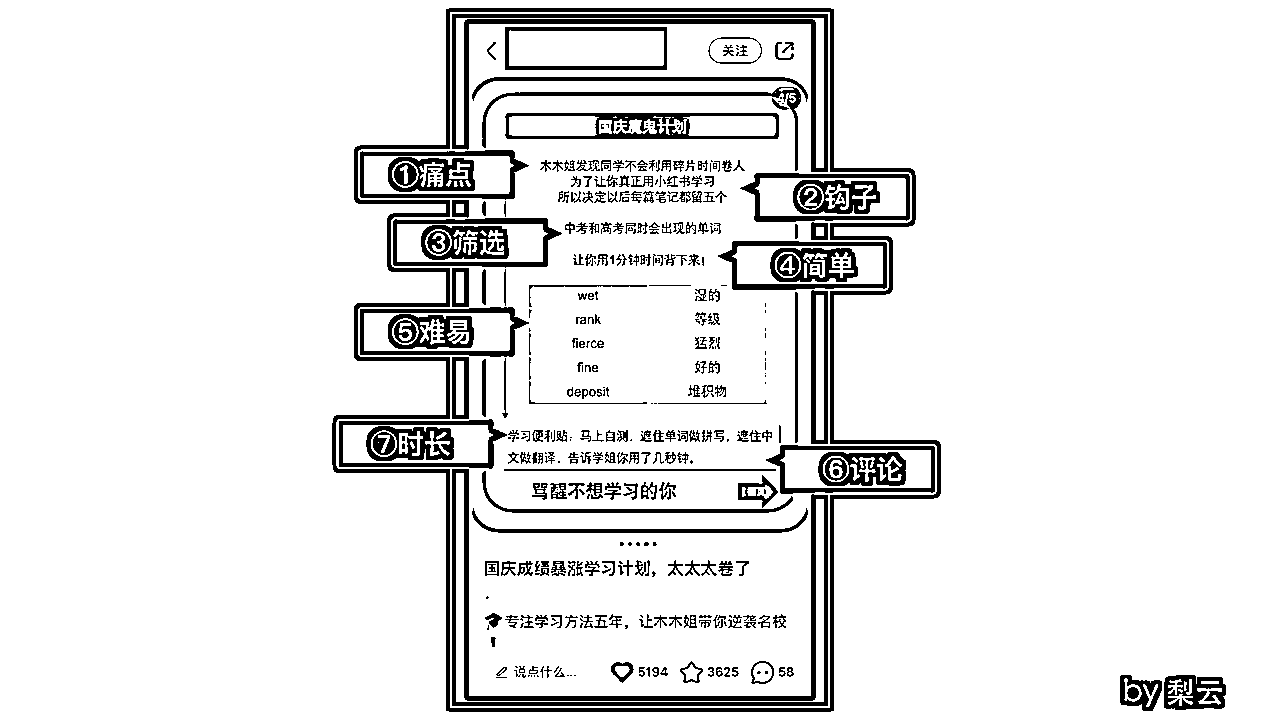 关注
4/5
国庆魔鬼计划
①痛点
木木姐发现同学不会利用碎片时间卷人
为了让你真正用小红书学习
②钩子
所以决定以后每篇笔记都留五个
③筛选
中考和高考同时会出现的单词
让你用1分钟时间背下来！
④简单
wet 湿的
rank 等级
⑤难易
fierce 猛烈
fine 好的
deposit 堆积物
⑦时长
学习便利贴：马上自测，遮住单词做拼写，遮住中
文做翻译，告诉学姐你用了几秒钟。
⑥评论
骂醒不想学习的你
国庆成绩暴涨学习计划，太太太卷了
.
🎓专注学习方法五年，让木木姐带你逆袭名校
！
说点什么... 5194 3625 58
by 梨云